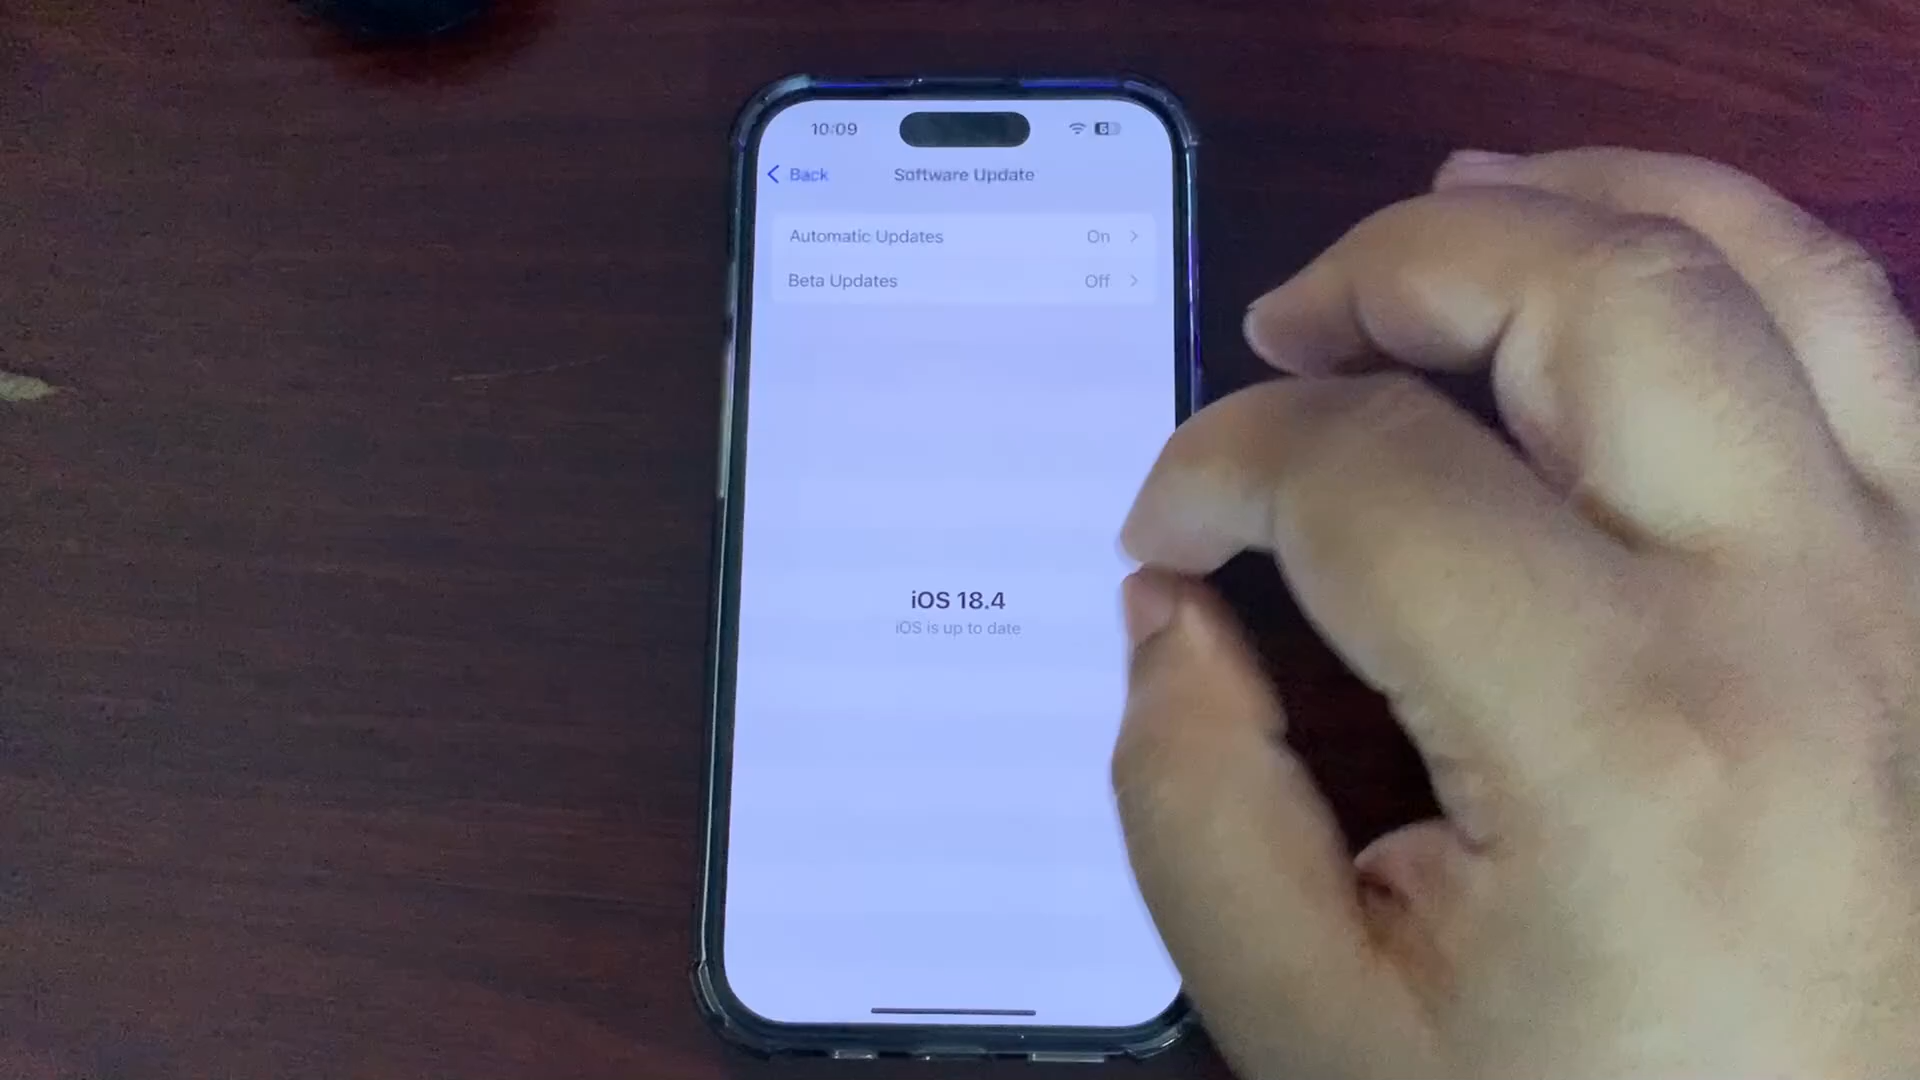 10:09
Back
Software Update
Automatic Updates On
Beta Updates Off
iOS 18.4
iOS is up to date